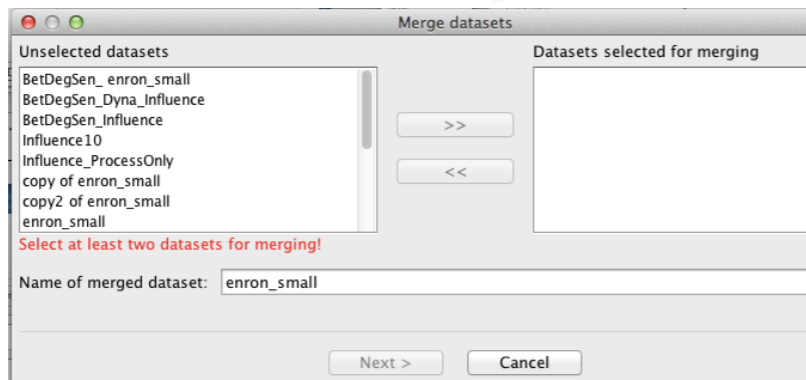 Merge datasets
Unselected datasets
Datasets selected for merging
BetDegSen_ enron_small
BetDegSen_Dyna_Influence
BetDegSen_Influence
Influence10
Influence_ProcessOnly
copy of enron_small
copy2 of enron_small
enron_small
>>
<<
Select at least two datasets for merging!
Name of merged dataset: enron_small
Next > Cancel